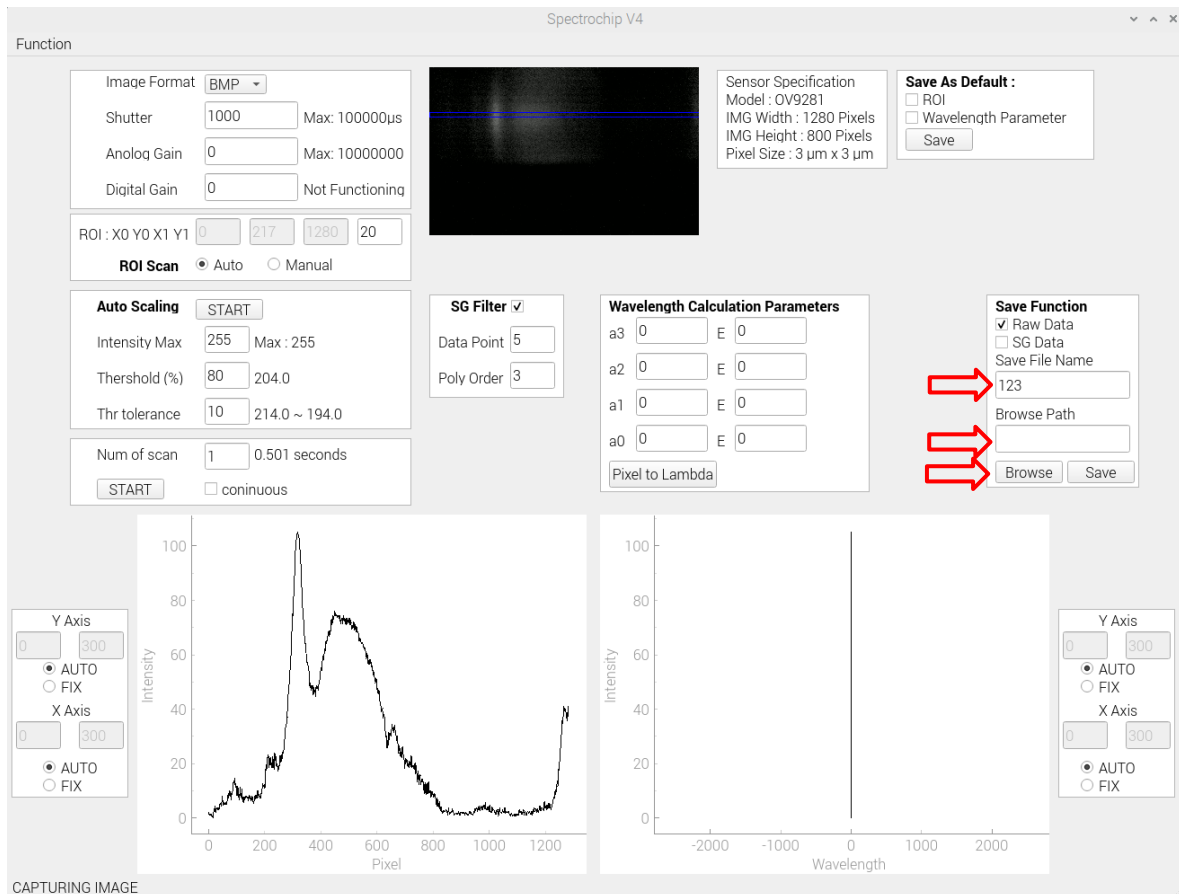 Spectrochip V4
Function
Image Format BMP
Shutter 1000 Max: 100000µs
Analog Gain 0 Max: 10000000
Digital Gain 0 Not Functioning
ROI : X0 Y0 X1 Y1 0 217 1280 20
ROI Scan Auto Manual
Sensor Specification
Model : OV9281
IMG Width : 1280 Pixels
IMG Height : 800 Pixels
Pixel Size : 3 µm x 3 µm
Save As Default :
ROI
Wavelength Parameter
Save
Auto Scaling START
Intensity Max 255 Max : 255
Thershold (%) 80 204.0
Thr tolerance 10 214.0 ~ 194.0
Num of scan 1 0.501 seconds
START coninuous
SG Filter
Data Point 5
Poly Order 3
Wavelength Calculation Parameters
a3 0 E 0
a2 0 E 0
a1 0 E 0
a0 0 E 0
Pixel to Lambda
Save Function
Raw Data
SG Data
Save File Name
123
Browse Path
Browse Save
Y Axis
0 300
AUTO
FIX
X Axis
0 300
AUTO
FIX
Intensity
100
80
60
40
20
0
0 200 400 600 800 1000 1200
Pixel
Intensity
100
80
60
40
20
0
-2000 -1000 0 1000 2000
Wavelength
Y Axis
0 300
AUTO
FIX
X Axis
0 300
AUTO
FIX
CAPTURING IMAGE